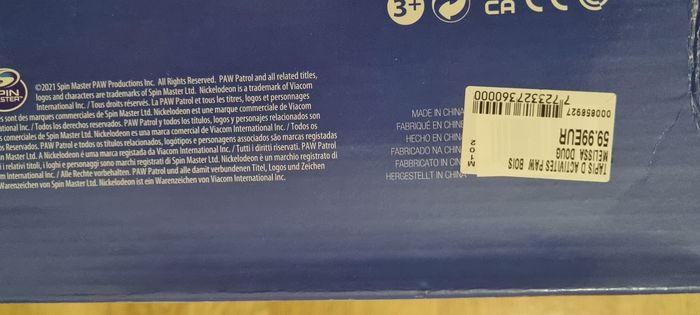 3+
CA CE
SPIN
MASTER
©2021 Spin Master PAW Productions Inc. All Rights Reserved. PAW Patrol and all related titles,
logos and characters are trademarks of Spin Master Ltd. Nickelodeon is a trademark of Viacom
International Inc. / Tous droits réservés. La PAW Patrol et tous les titres, logos et personnages
sont des marques commerciales de Spin Master Ltd. Nickelodeon est une marque commerciale de Viacom
International Inc. / Todos los derechos reservados. PAW Patrol y todos los títulos, logos y personajes relacionados son
comerciales de Spin Master Ltd. Nickelodeon es una marca comercial de Viacom International Inc. / Todos os
Reservados. PAW Patrol e todos os títulos relacionados, logótipos e personagens associados são marcas registadas
Spin Master Ltd. A Nickelodeon é uma marca registada da Viacom International Inc. / Tutti i diritti riservati. PAW Patrol
i relativi titoli, i loghi e personaggi sono marchi registrati di Spin Master Ltd. Nickelodeon è un marchio registrato di
International Inc. / Alle Rechte vorbehalten. PAW Patrol und alle damit verbundenen Titel, Logos und Zeichen
Warenzeichen von Spin Master Ltd. Nickelodeon ist ein Warenzeichen von Viacom International Inc.
MADE IN CHINA
FABRIQUÉ EN CHIN
HECHO EN CHIN
FABRICADO NA CHIN
FABBRICATO IN CIN
HERGESTELLT IN CHINA
TAPIS D ACTIVITES PAW BOIS
MELISSA DOUG
59.99EUR
M102
000858927
7723327360000